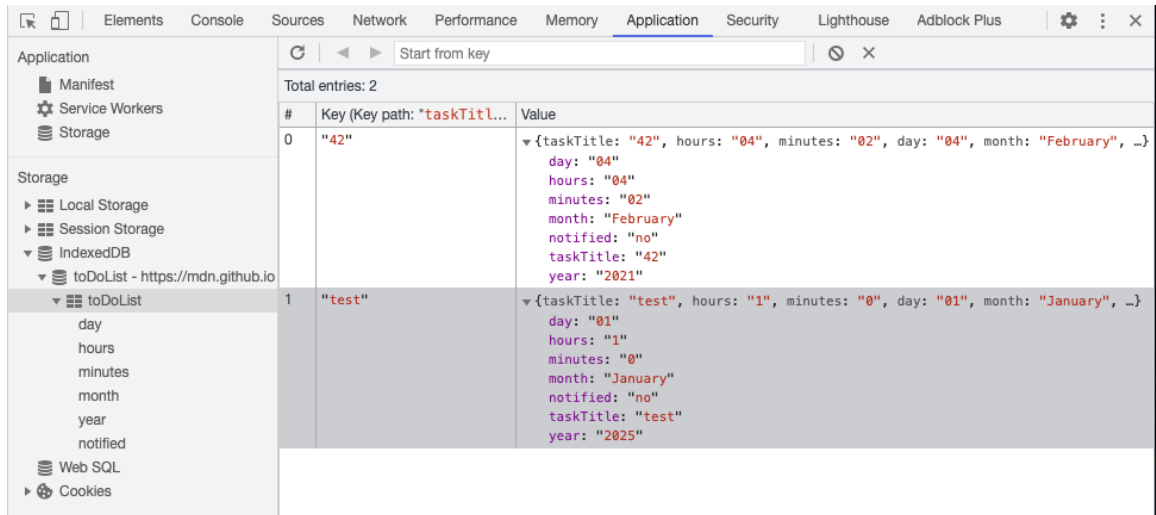 Elements Console Sources Network Performance Memory Application Security Lighthouse Adblock Plus
Application
Manifest
Service Workers
Storage
Storage
Local Storage
Session Storage
IndexedDB
toDoList - https://mdn.github.io
toDoList
day
hours
minutes
month
year
notified
Web SQL
Cookies
Start from key
Total entries: 2
# Key (Key path: "taskTitl... Value
0 "42" {taskTitle: "42", hours: "04", minutes: "02", day: "04", month: "February", …}
day: "04"
hours: "04"
minutes: "02"
month: "February"
notified: "no"
taskTitle: "42"
year: "2021"
1 "test" {taskTitle: "test", hours: "1", minutes: "0", day: "01", month: "January", …}
day: "01"
hours: "1"
minutes: "0"
month: "January"
notified: "no"
taskTitle: "test"
year: "2025"